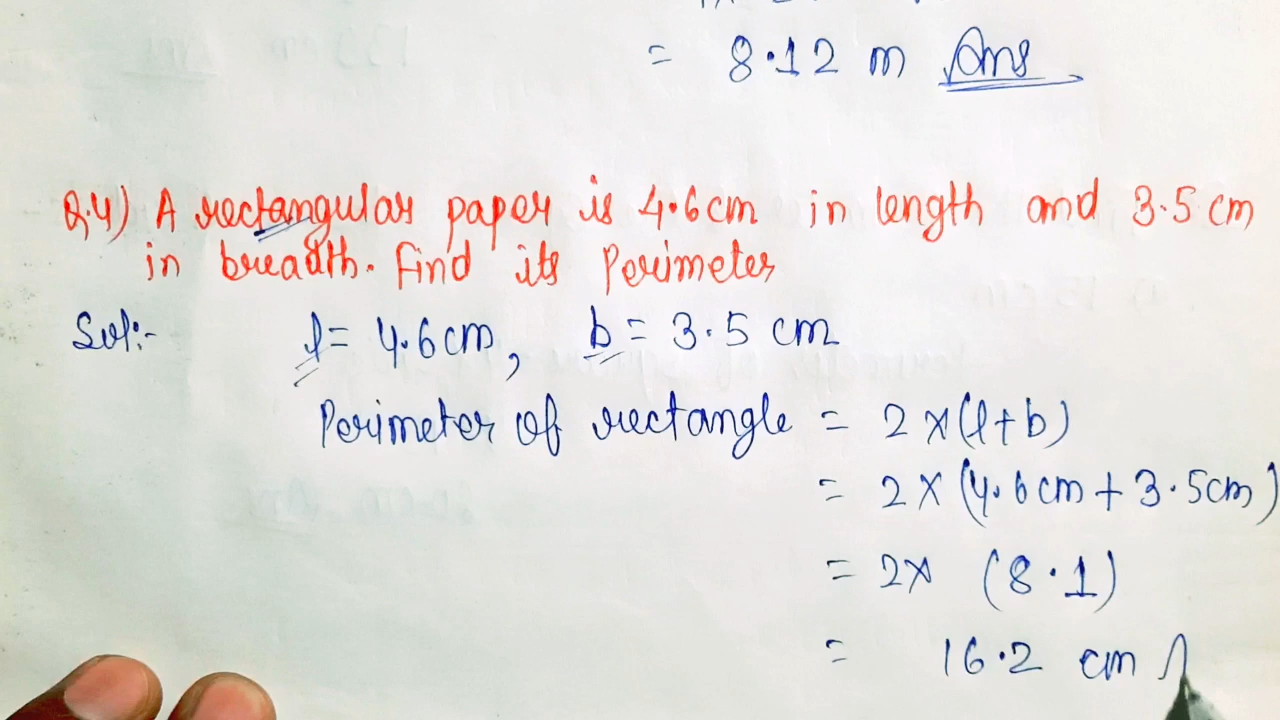 = 8.12 m Ans
Q.4) A rectangular paper is 4.6cm in length and 3.5 cm
in breadth. Find its Perimeter
Sol:- l= 4.6cm, b= 3.5 cm
Perimeter of rectangle = 2×(l+b)
= 2×(4.6cm+3.5cm)
= 2× (8.1)
= 16.2 cm